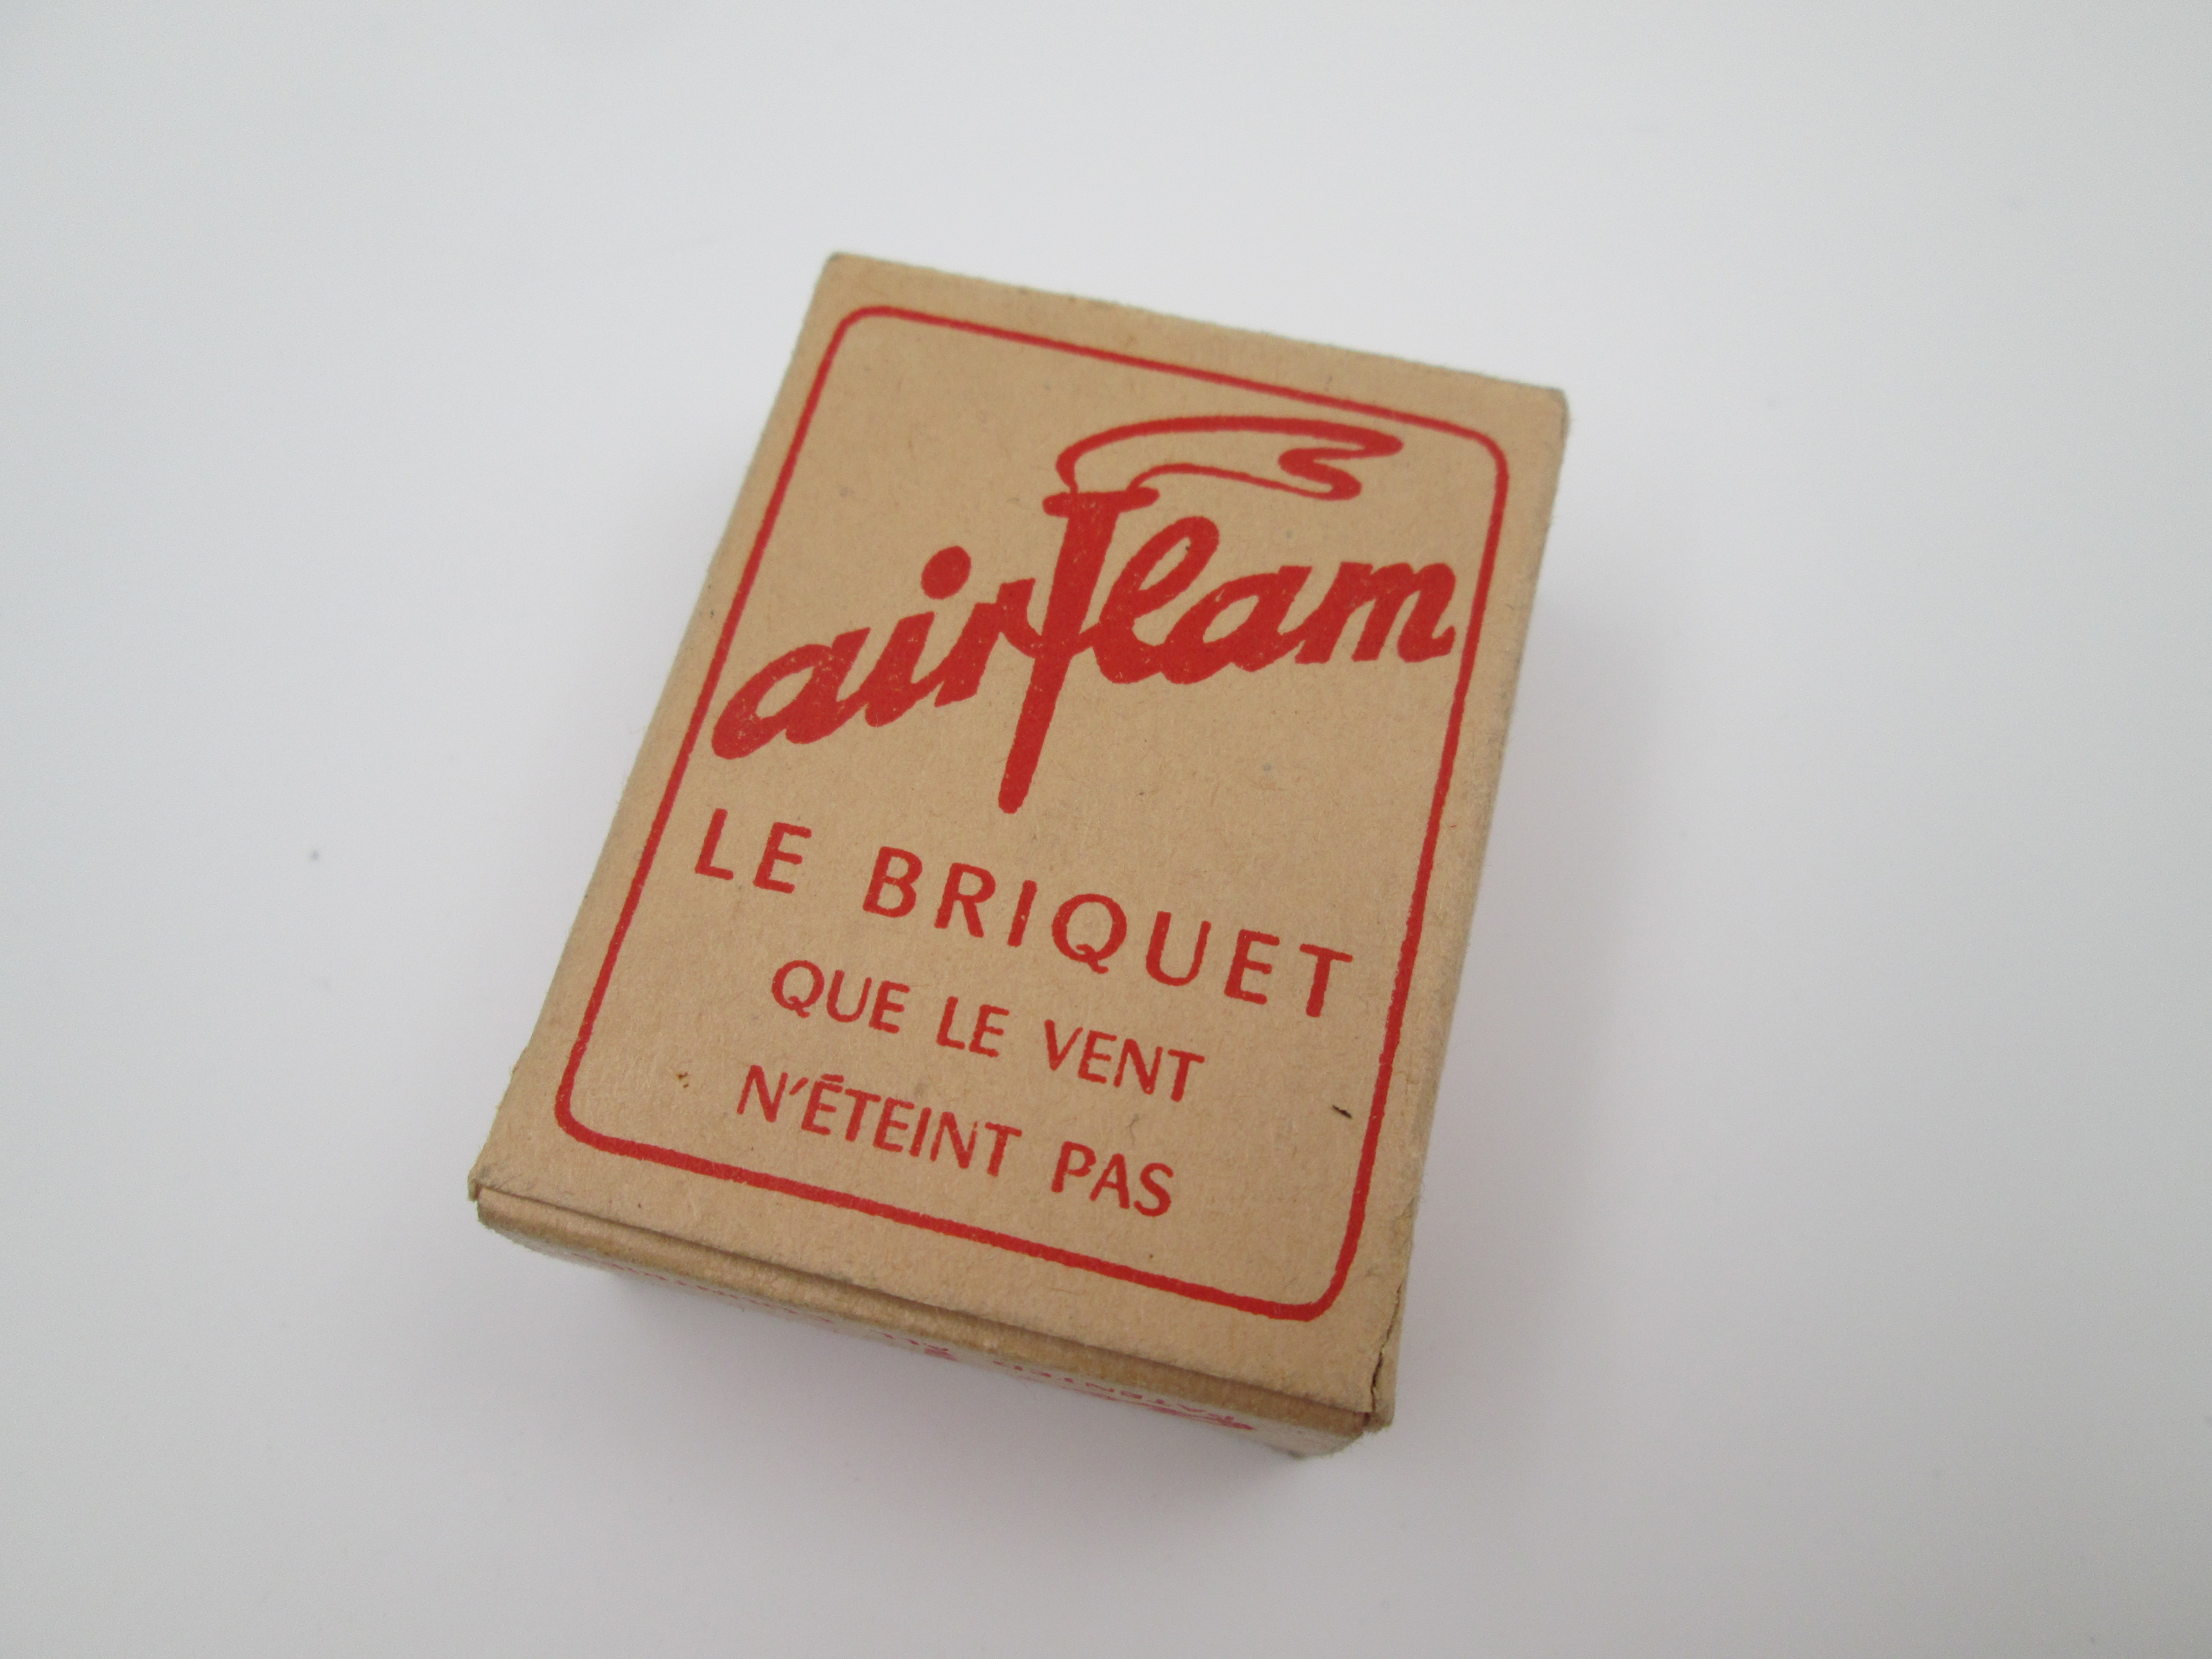 airflam
LE BRIQUET
QUE LE VENT
N'ÉTEINT PAS